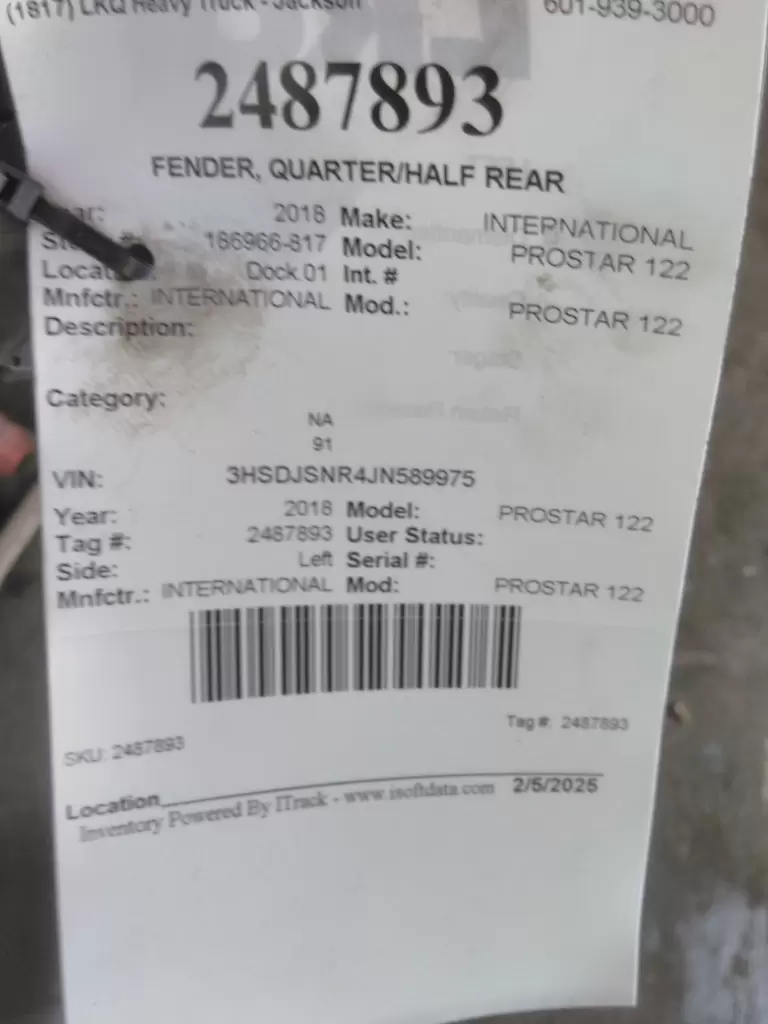 (1817) LKQ Heavy Truck - Jackson 601-939-3000
2487893
FENDER, QUARTER/HALF REAR
2018 Make: INTERNATIONAL
186966-817 Model: PROSTAR 122
Dock 01 Int. #
Mnfctr.: INTERNATIONAL Mod.: PROSTAR 122
Description:
Category:
NA
91
VIN: 3HSDJSNR4JN589975
Year: 2018 Model: PROSTAR 122
Tag #: 2487893 User Status:
Side: Left Serial #:
Mnfctr.: INTERNATIONAL Mod: PROSTAR 122
Tag #: 2487893
SKU: 2487893
Location
Inventory Powered By ITrack - www.isoftdata.com 2/5/2025